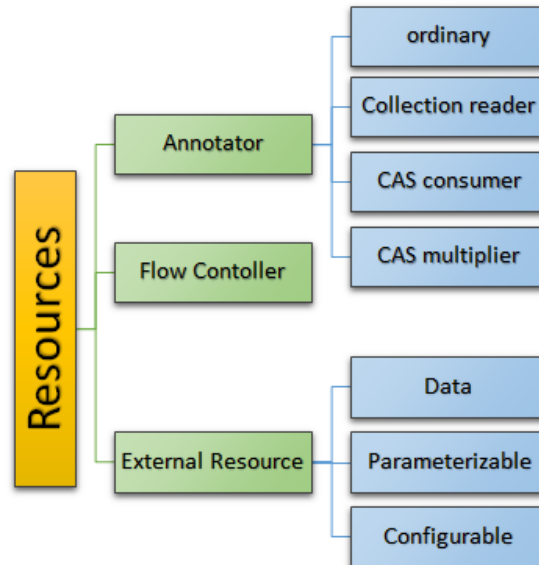 Resources
Annotator
ordinary
Collection reader
CAS consumer
CAS multiplier
Flow Contoller
External Resource
Data
Parameterizable
Configurable